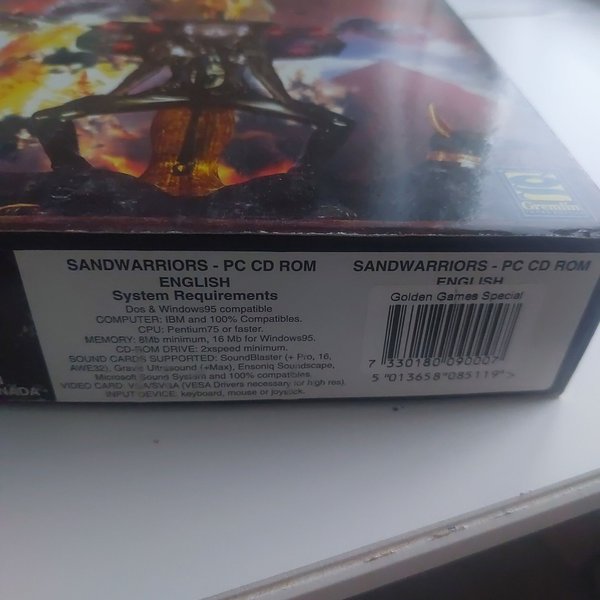 Gremlin
SANDWARRIORS - PC CD ROM
ENGLISH
System Requirements
Dos & Windows95 compatible
COMPUTER: IBM and 100% Compatibles.
CPU: Pentium75 or faster.
MEMORY: 8Mb minimum, 16 Mb for Windows95.
CD-ROM DRIVE: 2xspeed minimum.
SOUND CARDS SUPPORTED: SoundBlaster (+ Pro, 16,
AWE32), Gravis Ultrasound (+Max), Ensoniq Soundscape,
Microsoft Sound System and 100% compatibles.
VIDEO CARD: VGA/SVGA (VESA Drivers necessary for high res).
INPUT DEVICE: keyboard, mouse or joystick.
SANDWARRIORS - PC CD ROM
ENGLISH
Golden Games Special
7 330180 090007
5 013658 085119 >